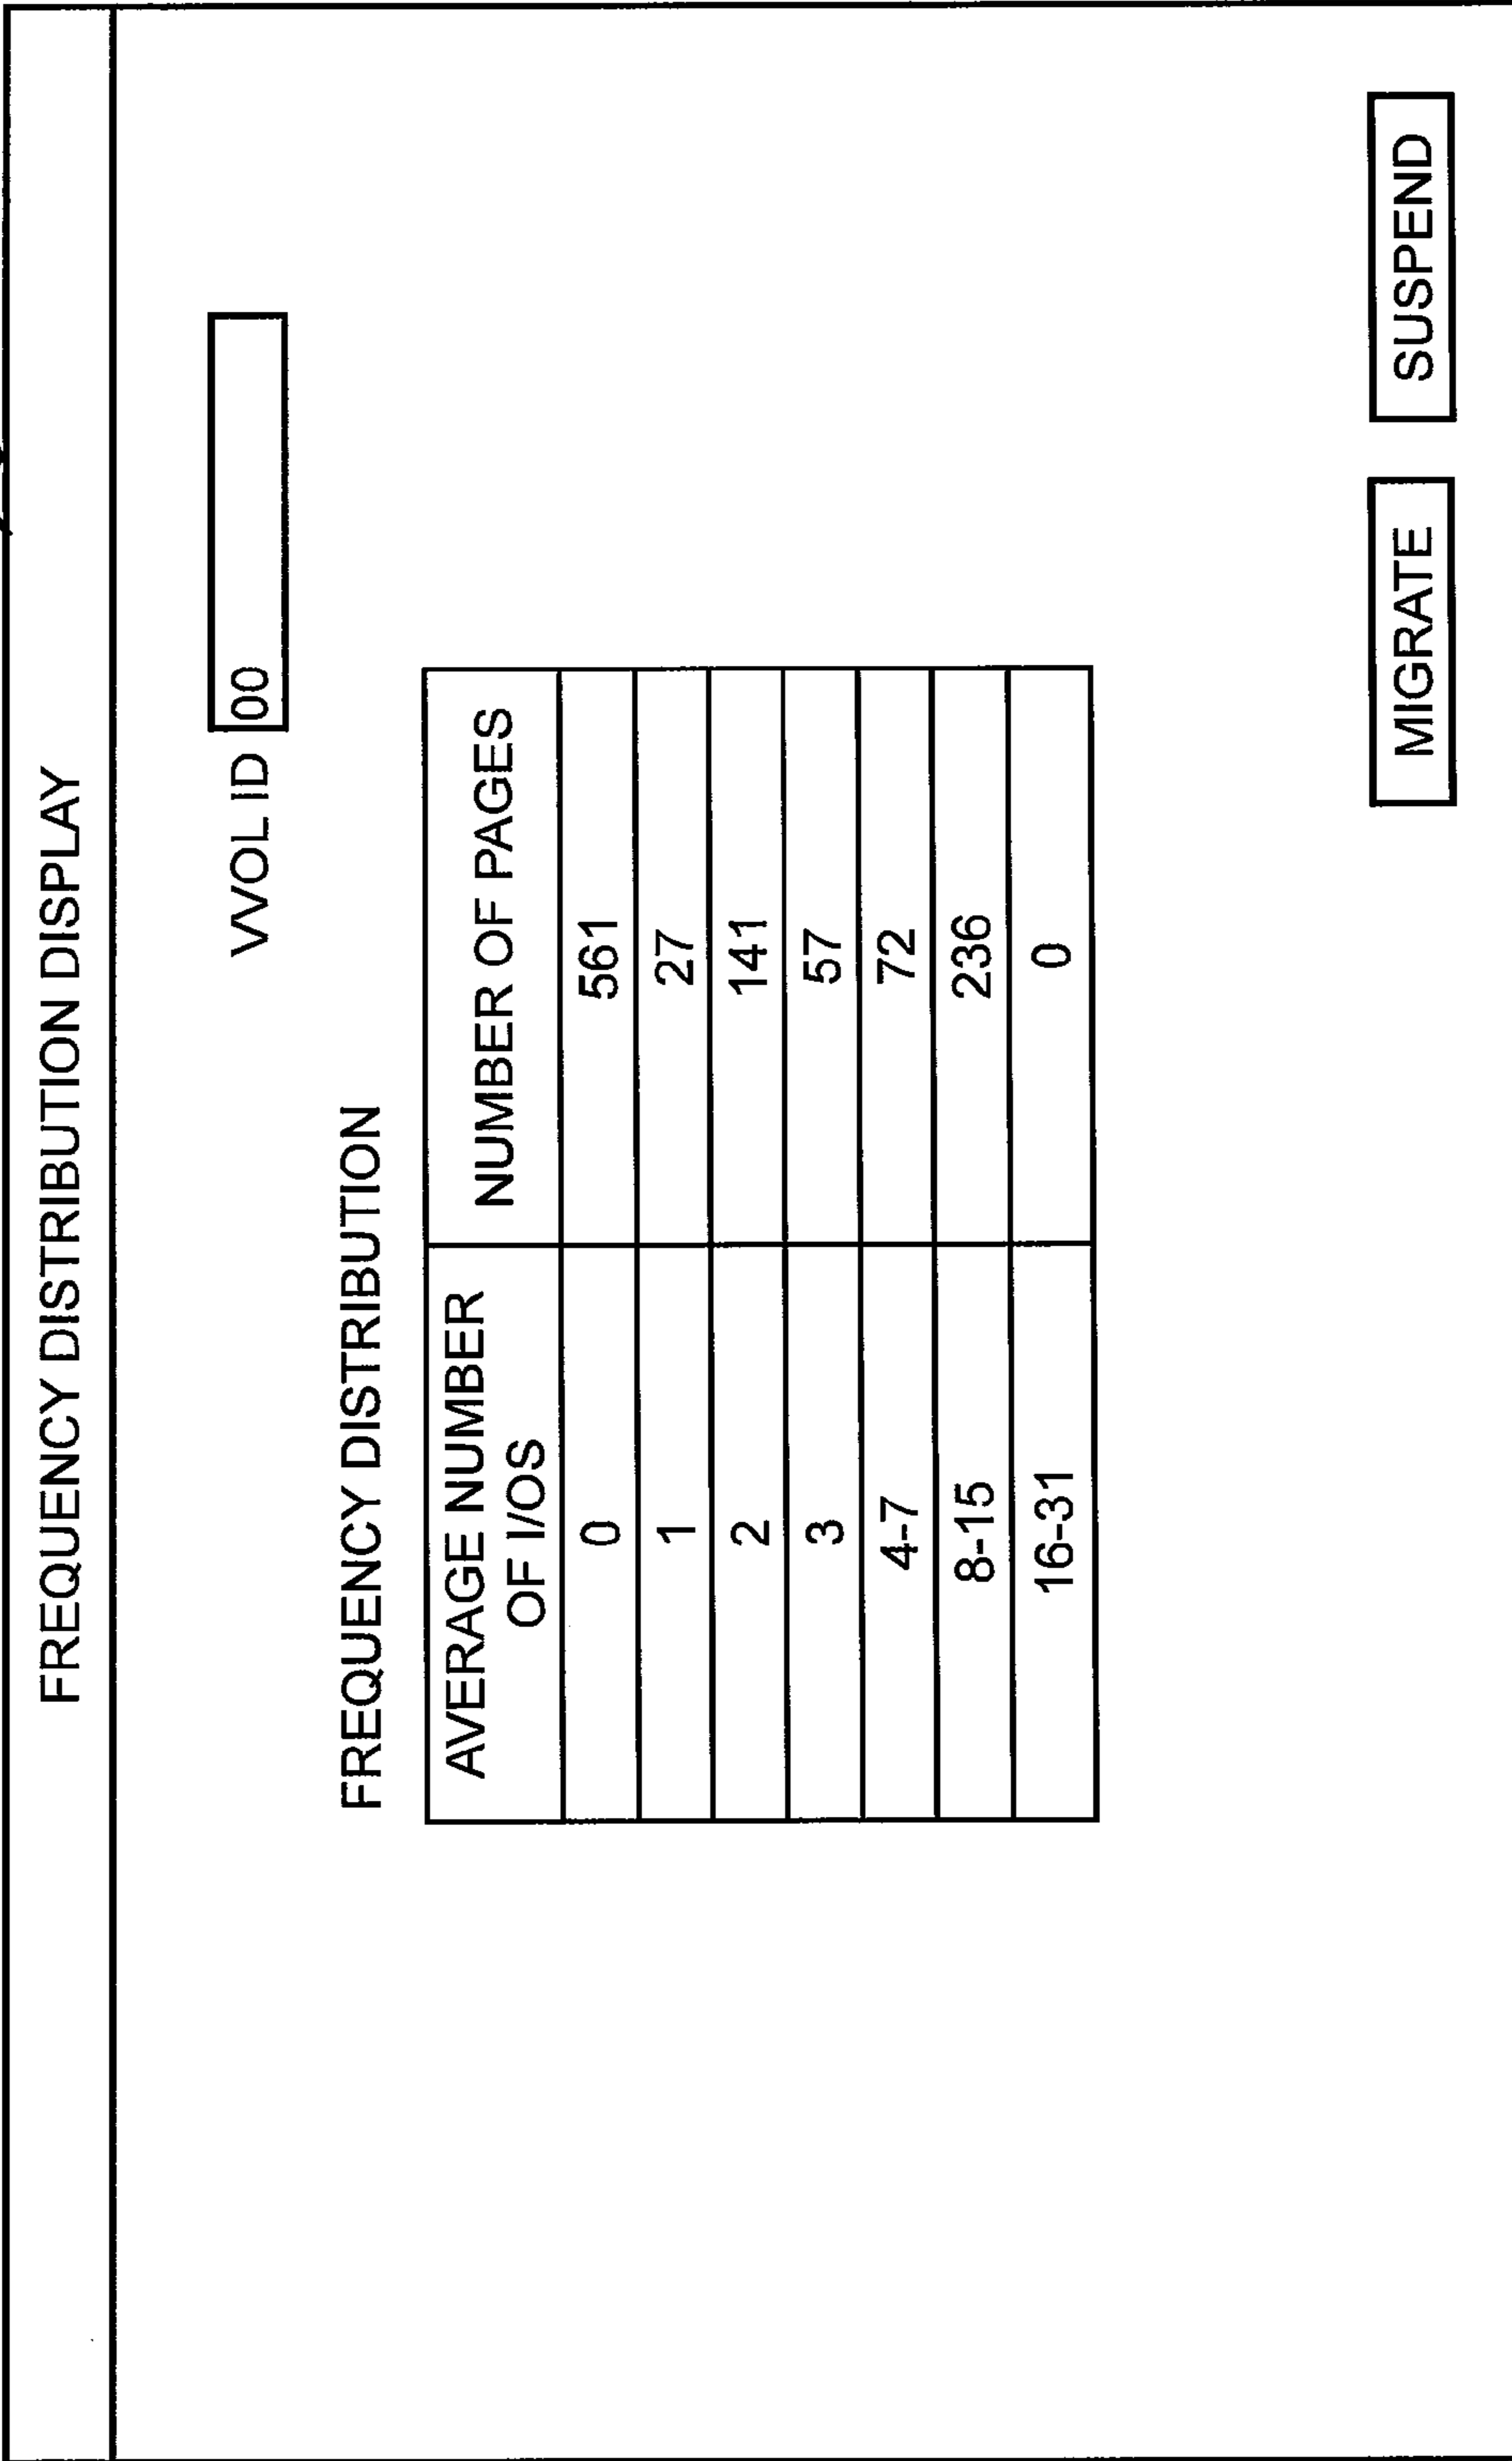 FREQUENCY DISTRIBUTION DISPLAY
VVOL ID 00
FREQUENCY DISTRIBUTION
AVERAGE NUMBER
OF I/OS
NUMBER OF PAGES
0 561
1 27
2 141
3 57
4-7 72
8-15 236
16-31 0
MIGRATE SUSPEND